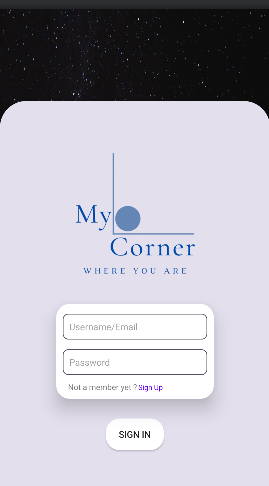 My
Corner
WHERE YOU ARE
Username/Email
Password
Not a member yet ? Sign Up
SIGN IN